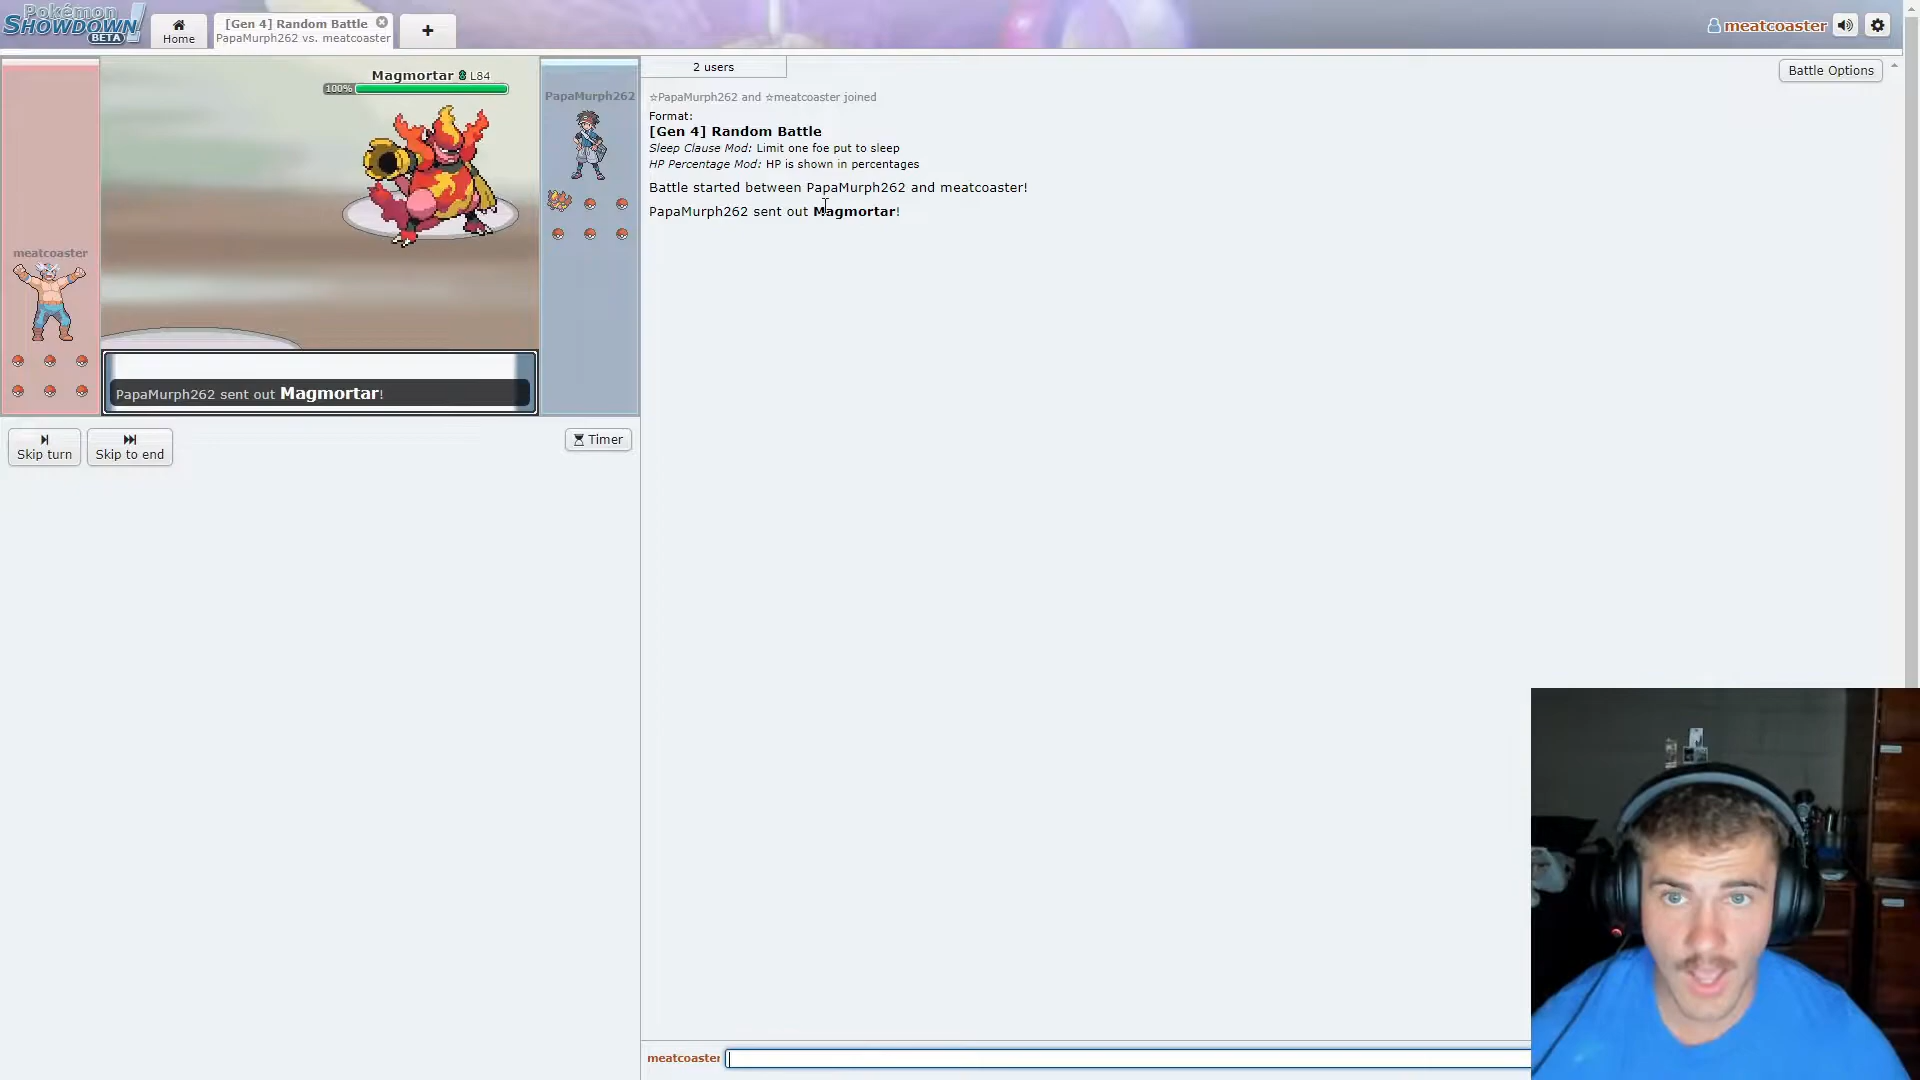 Pokémon
SHOWDOWN!
BETA
Home
[Gen 4] Random Battle
PapaMurph262 vs. meatcoaster
meatcoaster
Magmortar L84
100%
PapaMurph262
meatcoaster
PapaMurph262 sent out Magmortar!
Skip turn
Skip to end
Timer
2 users
Battle Options
☆PapaMurph262 and ☆meatcoaster joined
Format:
[Gen 4] Random Battle
Sleep Clause Mod: Limit one foe put to sleep
HP Percentage Mod: HP is shown in percentages
Battle started between PapaMurph262 and meatcoaster!
PapaMurph262 sent out Magmortar!
meatcoaster